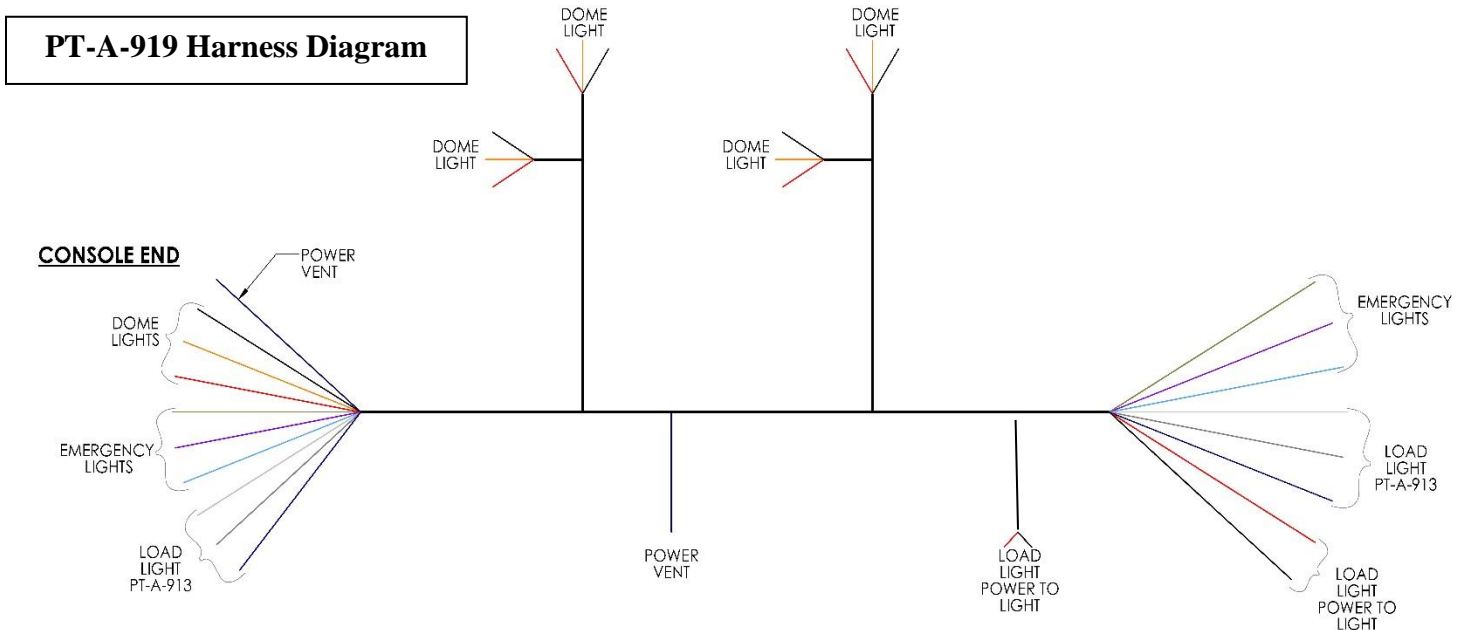 PT-A-919 Harness Diagram
DOME
LIGHT
DOME
LIGHT
DOME
LIGHT
DOME
LIGHT
CONSOLE END
POWER
VENT
DOME
LIGHTS
EMERGENCY
LIGHTS
LOAD
LIGHT
PT-A-913
POWER
VENT
LOAD
LIGHT
POWER TO
LIGHT
EMERGENCY
LIGHTS
LOAD
LIGHT
PT-A-913
LOAD
LIGHT
POWER TO
LIGHT